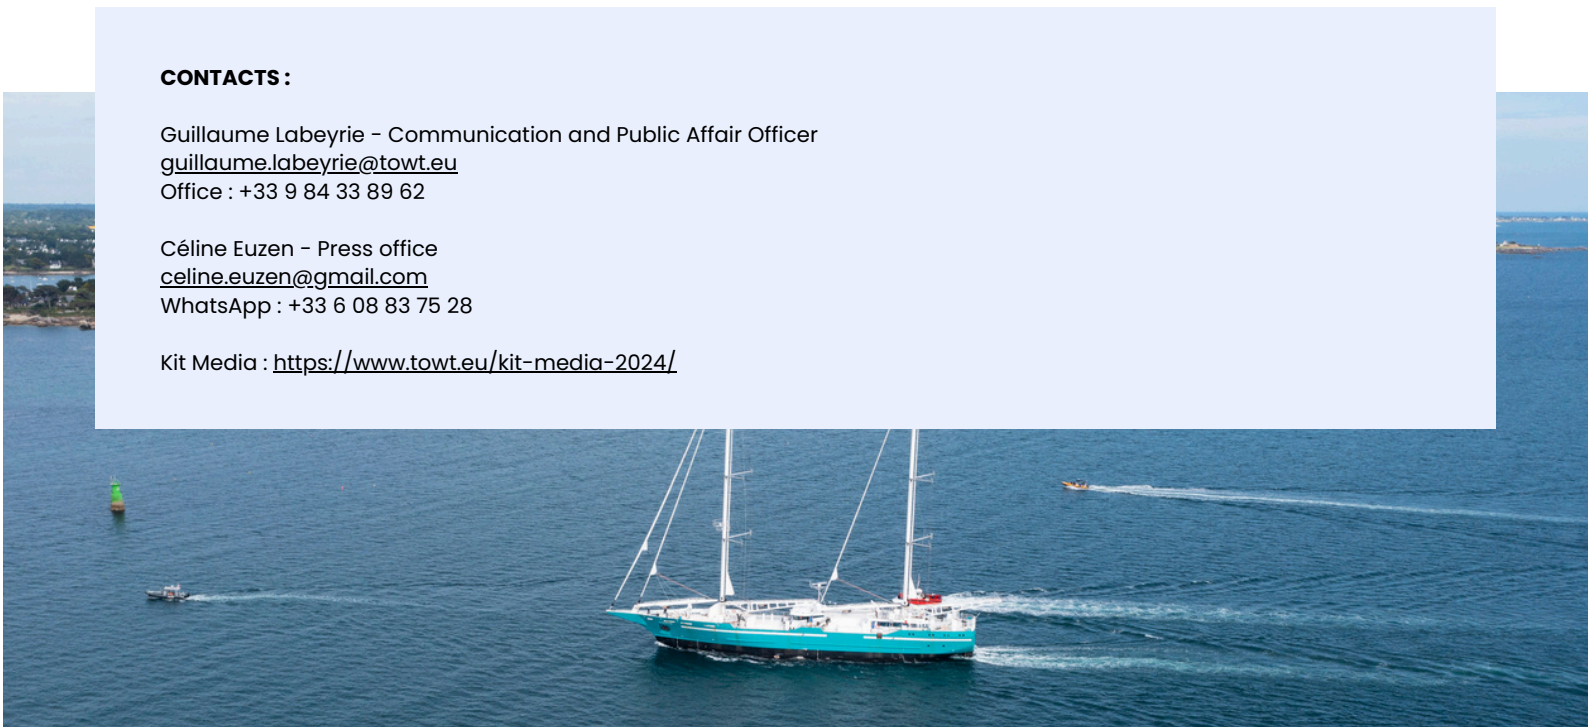 CONTACTS :
Guillaume Labeyrie - Communication and Public Affair Officer
guillaume.labeyrie@towt.eu
Office : +33 9 84 33 89 62
Céline Euzen - Press office
celine.euzen@gmail.com
WhatsApp : +33 6 08 83 75 28
Kit Media : https://www.towt.eu/kit-media-2024/